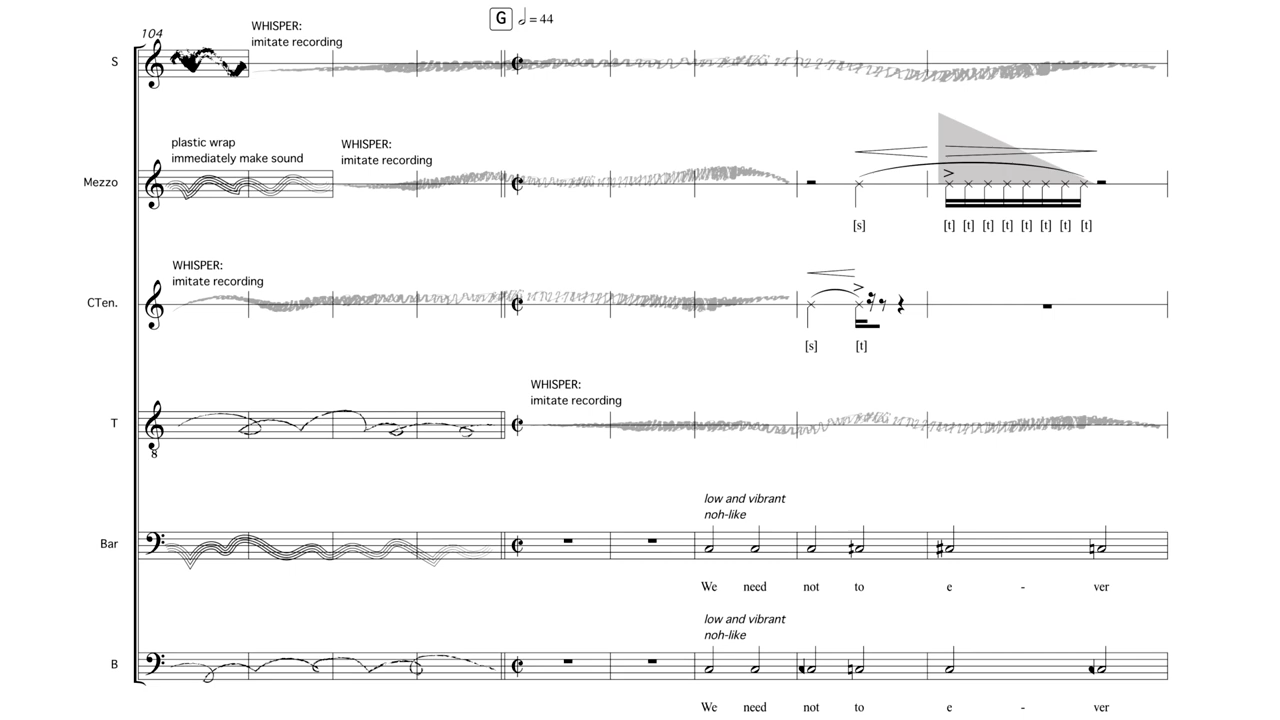 G = 44
104
WHISPER:
imitate recording
S
plastic wrap
immediately make sound
WHISPER:
imitate recording
Mezzo
[s] [t] [t] [t] [t] [t] [t] [t] [t]
WHISPER:
imitate recording
CTen.
[s] [t]
WHISPER:
imitate recording
T
8
low and vibrant
noh-like
Bar
We need not to e - ver
low and vibrant
noh-like
B
We need not to e - ver